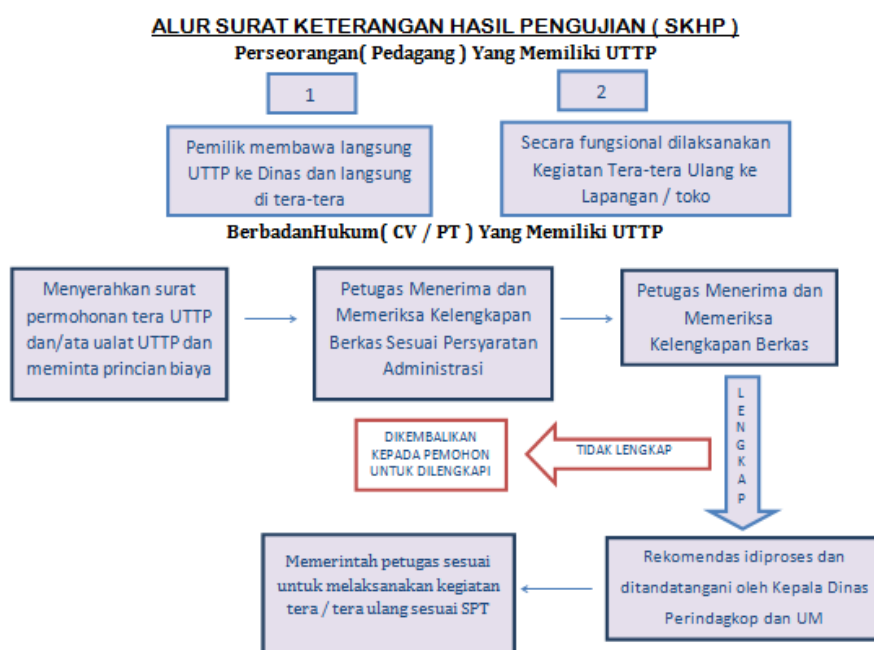 ALUR SURAT KETERANGAN HASIL PENGUJIAN ( SKHP )
Perseorangan( Pedagang ) Yang Memiliki UTTP
1
Pemilik membawa langsung
UTTP ke Dinas dan langsung
di tera-tera
2
Secara fungsional dilaksanakan
Kegiatan Tera-tera Ulang ke
Lapangan / toko
BerbadanHukum( CV / PT ) Yang Memiliki UTTP
Menyerahkan surat
permohonan tera UTTP
dan/ata ualat UTTP dan
meminta princian biaya
Petugas Menerima dan
Memeriksa Kelengkapan
Berkas Sesuai Persyaratan
Administrasi
Petugas Menerima dan
Memeriksa
Kelengkapan Berkas
LENGKAP
TIDAK LENGKAP
DIKEMBALIKAN
KEPADA PEMOHON
UNTUK DILENGKAPI
Rekomendas idiproses dan
ditandatangani oleh Kepala Dinas
Perindagkop dan UM
Memerintah petugas sesuai
untuk melaksanakan kegiatan
tera / tera ulang sesuai SPT